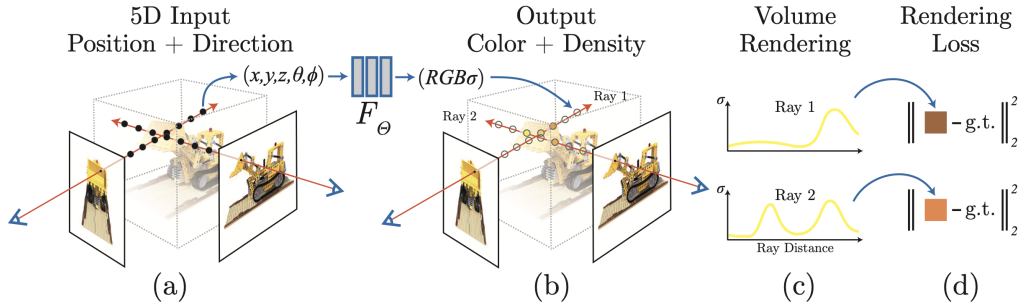 5D Input
Position + Direction
Output
Color + Density
Volume
Rendering
Rendering
Loss
(x,y,z,θ,ϕ)
F_Θ
(RGBσ)
Ray 1
Ray 2
σ
Ray 1
σ
Ray 2
Ray Distance
‖ - g.t. ‖₂²
‖ - g.t. ‖₂²
(a)
(b)
(c)
(d)